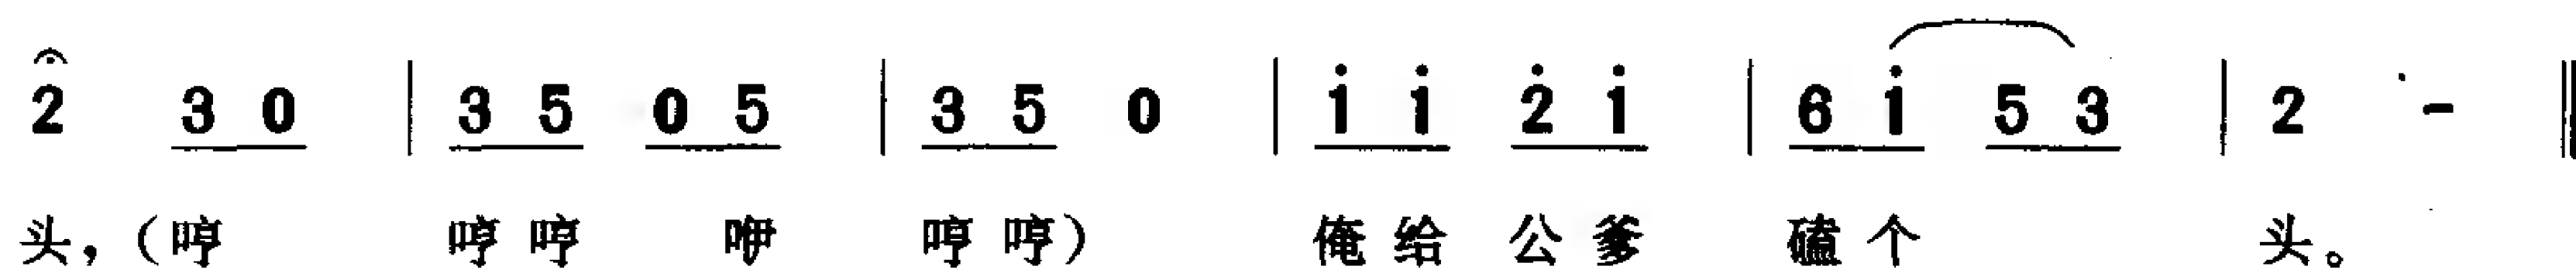 2 3 0 | 3 5 0 5 | 3 5 0 | i i 2̇ i | 6 i 5 3 | 2 - ‖
头，（哼 哼 哼 咿 哼 哼） 俺 给 公 爹 磕 个 头。